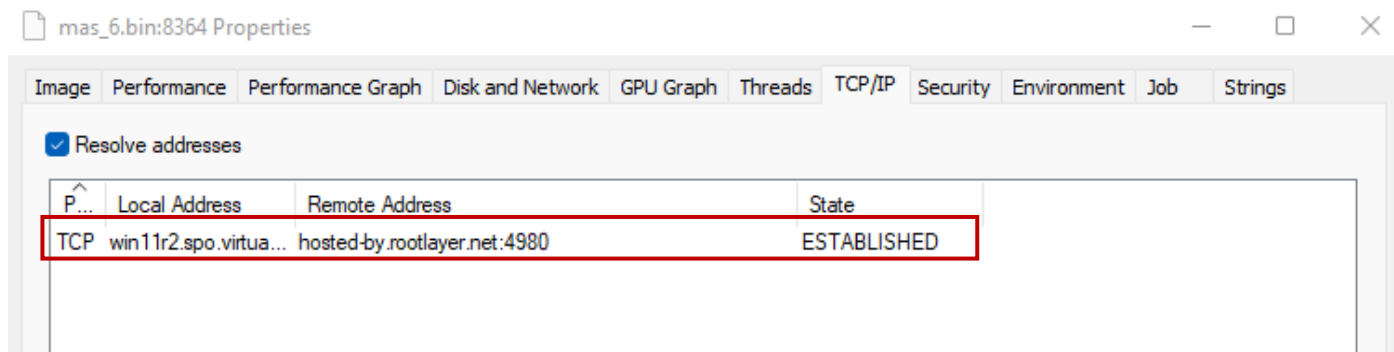 mas_6.bin:8364 Properties
Image Performance Performance Graph Disk and Network GPU Graph Threads TCP/IP Security Environment Job Strings
Resolve addresses
P... Local Address Remote Address State
TCP win11r2.spo.virtua... hosted-by.rootlayer.net:4980 ESTABLISHED